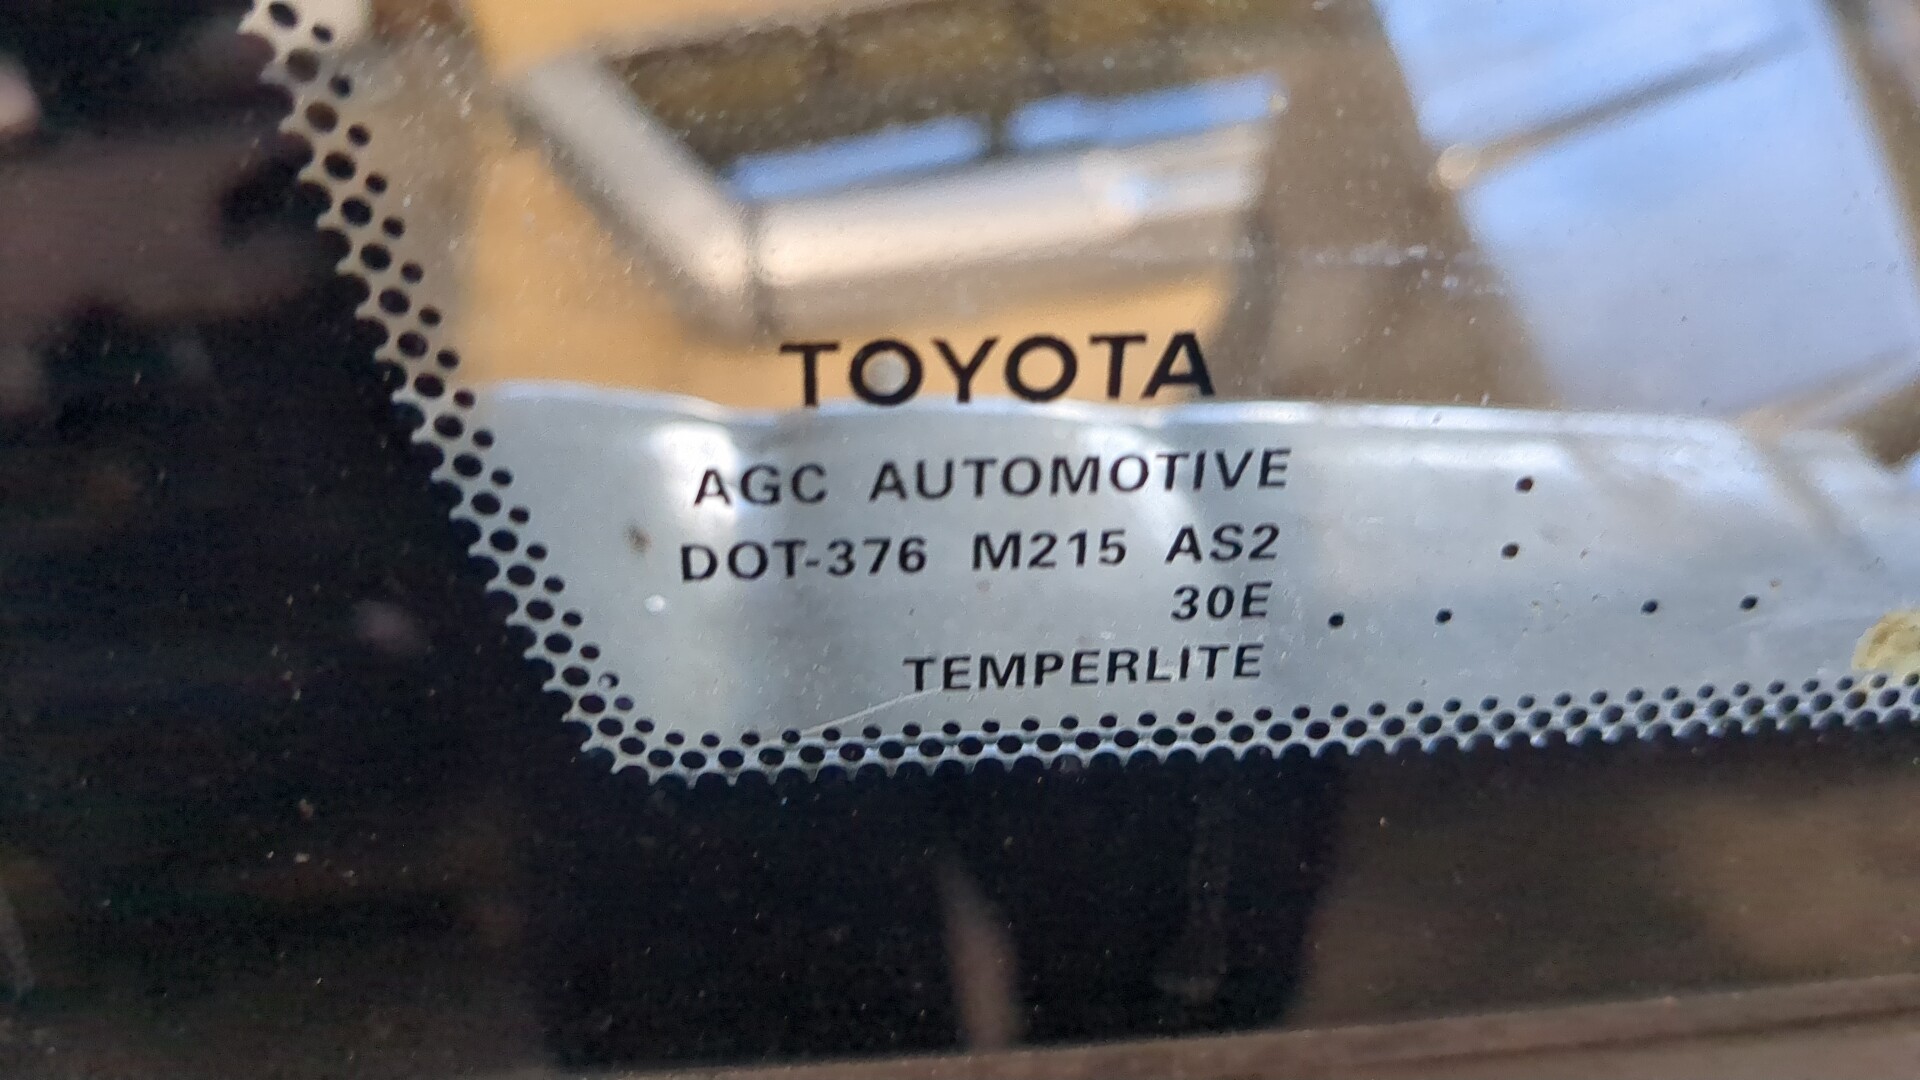 TOYOTA
AGC AUTOMOTIVE
DOT-376 M215 AS2
30E
TEMPERLITE